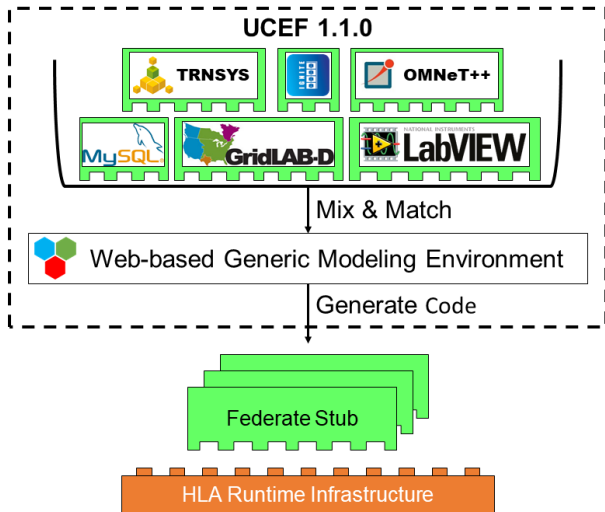 UCEF 1.1.0
TRNSYS
IGNITE
OMNeT++
MySQL
GridLAB-D
NATIONAL INSTRUMENTS
LabVIEW
Mix & Match
Web-based Generic Modeling Environment
Generate Code
Federate Stub
HLA Runtime Infrastructure